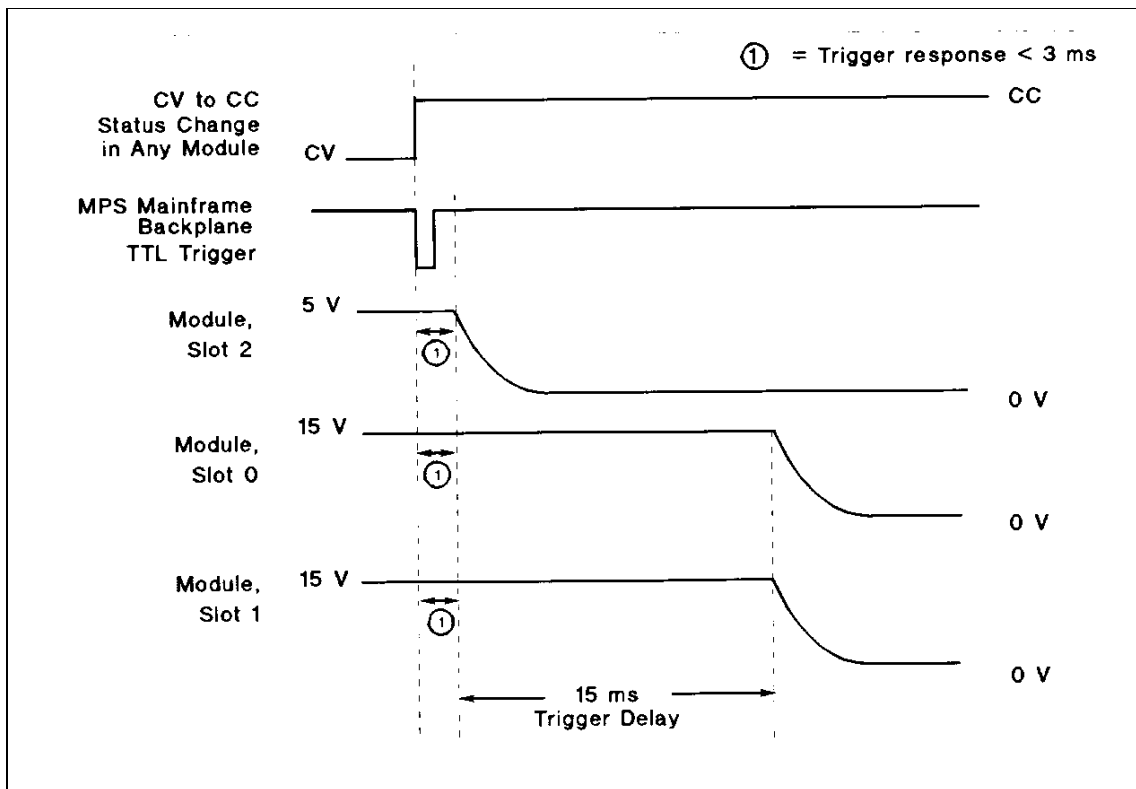 ① = Trigger response < 3 ms
CV to CC
Status Change
in Any Module
CV
CC
MPS Mainframe
Backplane
TTL Trigger
Module,
Slot 2
5 V
①
0 V
Module,
Slot 0
15 V
①
0 V
Module,
Slot 1
15 V
①
0 V
15 ms
Trigger Delay